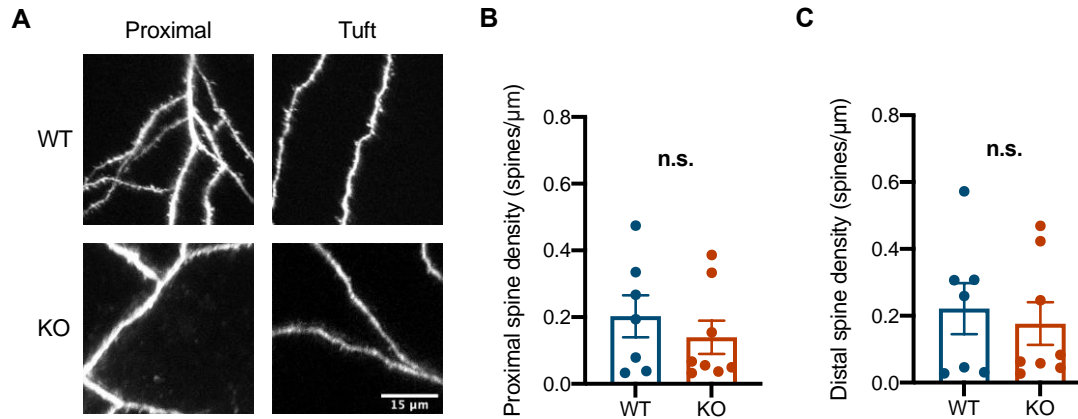 A
Proximal
Tuft
WT
KO
15 µm
B
Proximal spine density (spines/µm)
0.8
0.6
0.4
0.2
0.0
n.s.
WT
KO
C
Distal spine density (spines/µm)
0.8
0.6
0.4
0.2
0.0
n.s.
WT
KO